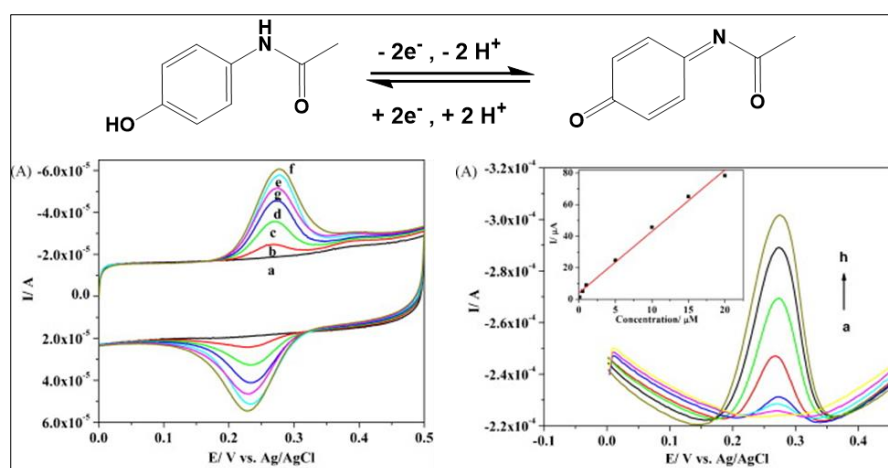 H
N
O
HO
- 2e⁻ , - 2 H⁺
+ 2e⁻ , + 2 H⁺
O
N
O
(A)
-6.0x10⁻⁵
-4.0x10⁻⁵
-2.0x10⁻⁵
0.0
2.0x10⁻⁵
4.0x10⁻⁵
6.0x10⁻⁵
I/ A
f
e
g
d
c
b
a
0.0 0.1 0.2 0.3 0.4 0.5
E/ V vs. Ag/AgCl
(A)
-3.2x10⁻⁴
-3.0x10⁻⁴
-2.8x10⁻⁴
-2.6x10⁻⁴
-2.4x10⁻⁴
-2.2x10⁻⁴
I/ A
80
60
40
20
0
I/ µA
0 5 10 15 20
Concentration/ µM
h
a
-0.1 0.0 0.1 0.2 0.3 0.4
E/ V vs. Ag/AgCl